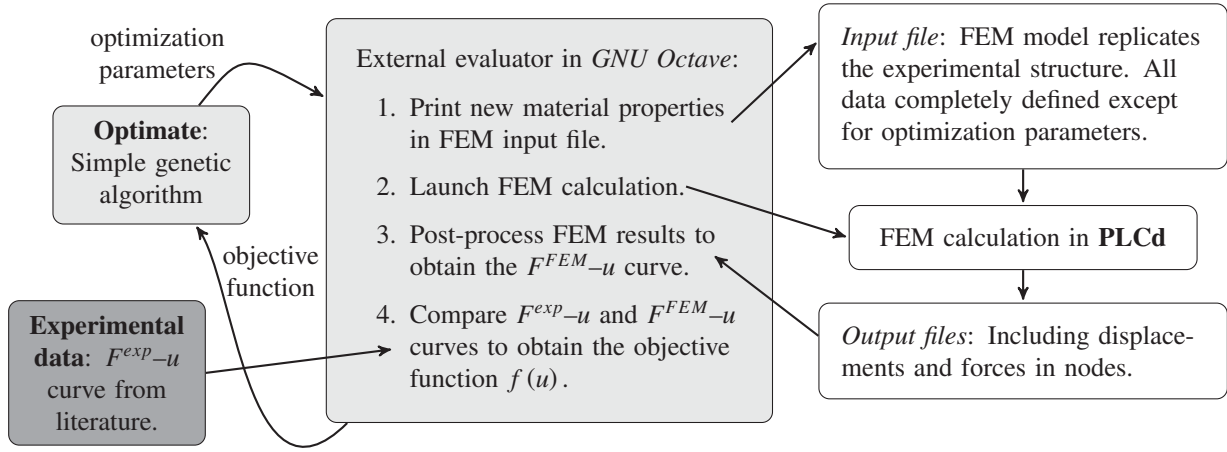 optimization
parameters
Optimate:
Simple genetic
algorithm
objective
function
Experimental
data: F^exp–u
curve from
literature.
External evaluator in GNU Octave:
1. Print new material properties
in FEM input file.
2. Launch FEM calculation.
3. Post-process FEM results to
obtain the F^FEM–u curve.
4. Compare F^exp–u and F^FEM–u
curves to obtain the objective
function f (u).
Input file: FEM model replicates
the experimental structure. All
data completely defined except
for optimization parameters.
FEM calculation in PLCd
Output files: Including displace-
ments and forces in nodes.